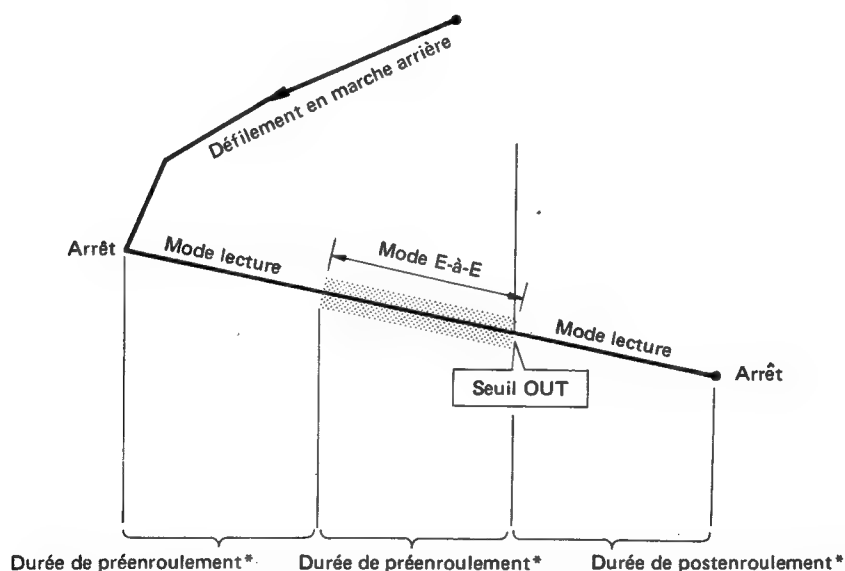 Défilement en marche arrière
Arrêt
Mode lecture
Mode E-à-E
Mode lecture
Arrêt
Seuil OUT
Durée de préenroulement*
Durée de préenroulement*
Durée de postenroulement*